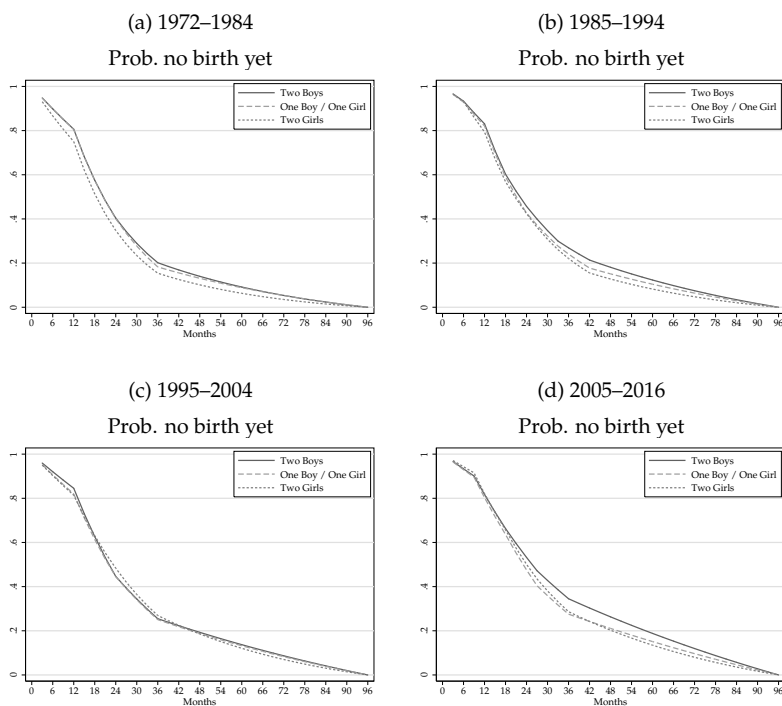 (a) 1972–1984
Prob. no birth yet
Two Boys
One Boy / One Girl
Two Girls
1
.8
.6
.4
.2
0
0 6 12 18 24 30 36 42 48 54 60 66 72 78 84 90 96
Months
(b) 1985–1994
Prob. no birth yet
Two Boys
One Boy / One Girl
Two Girls
1
.8
.6
.4
.2
0
0 6 12 18 24 30 36 42 48 54 60 66 72 78 84 90 96
Months
(c) 1995–2004
Prob. no birth yet
Two Boys
One Boy / One Girl
Two Girls
1
.8
.6
.4
.2
0
0 6 12 18 24 30 36 42 48 54 60 66 72 78 84 90 96
Months
(d) 2005–2016
Prob. no birth yet
Two Boys
One Boy / One Girl
Two Girls
1
.8
.6
.4
.2
0
0 6 12 18 24 30 36 42 48 54 60 66 72 78 84 90 96
Months